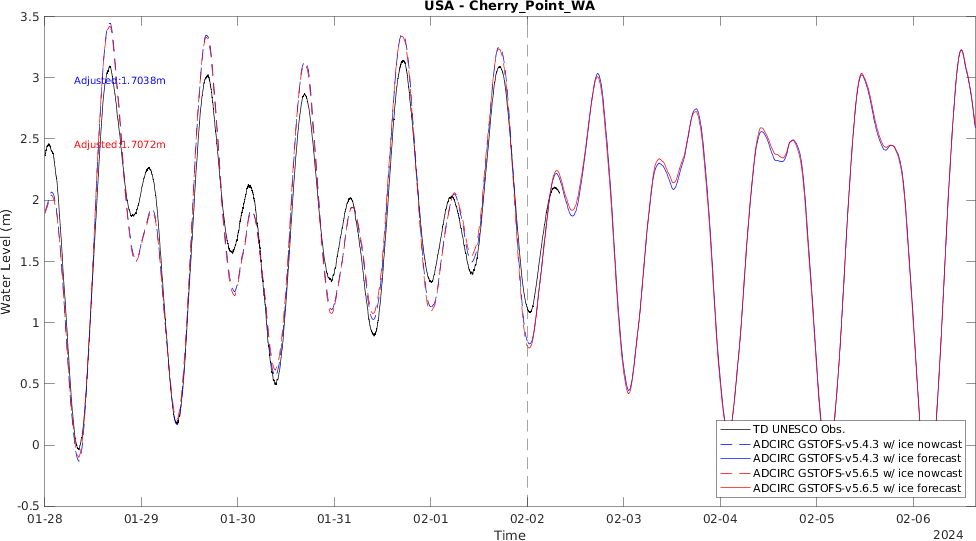 USA - Cherry_Point_WA
3.5
3
2.5
2
1.5
1
0.5
0
-0.5
Water Level (m)
Adjusted:1.7038m
Adjusted:1.7072m
TD UNESCO Obs.
ADCIRC GSTOFS-v5.4.3 w/ ice nowcast
ADCIRC GSTOFS-v5.4.3 w/ ice forecast
ADCIRC GSTOFS-v5.6.5 w/ ice nowcast
ADCIRC GSTOFS-v5.6.5 w/ ice forecast
01-28 01-29 01-30 01-31 02-01 02-02 02-03 02-04 02-05 02-06
Time
2024